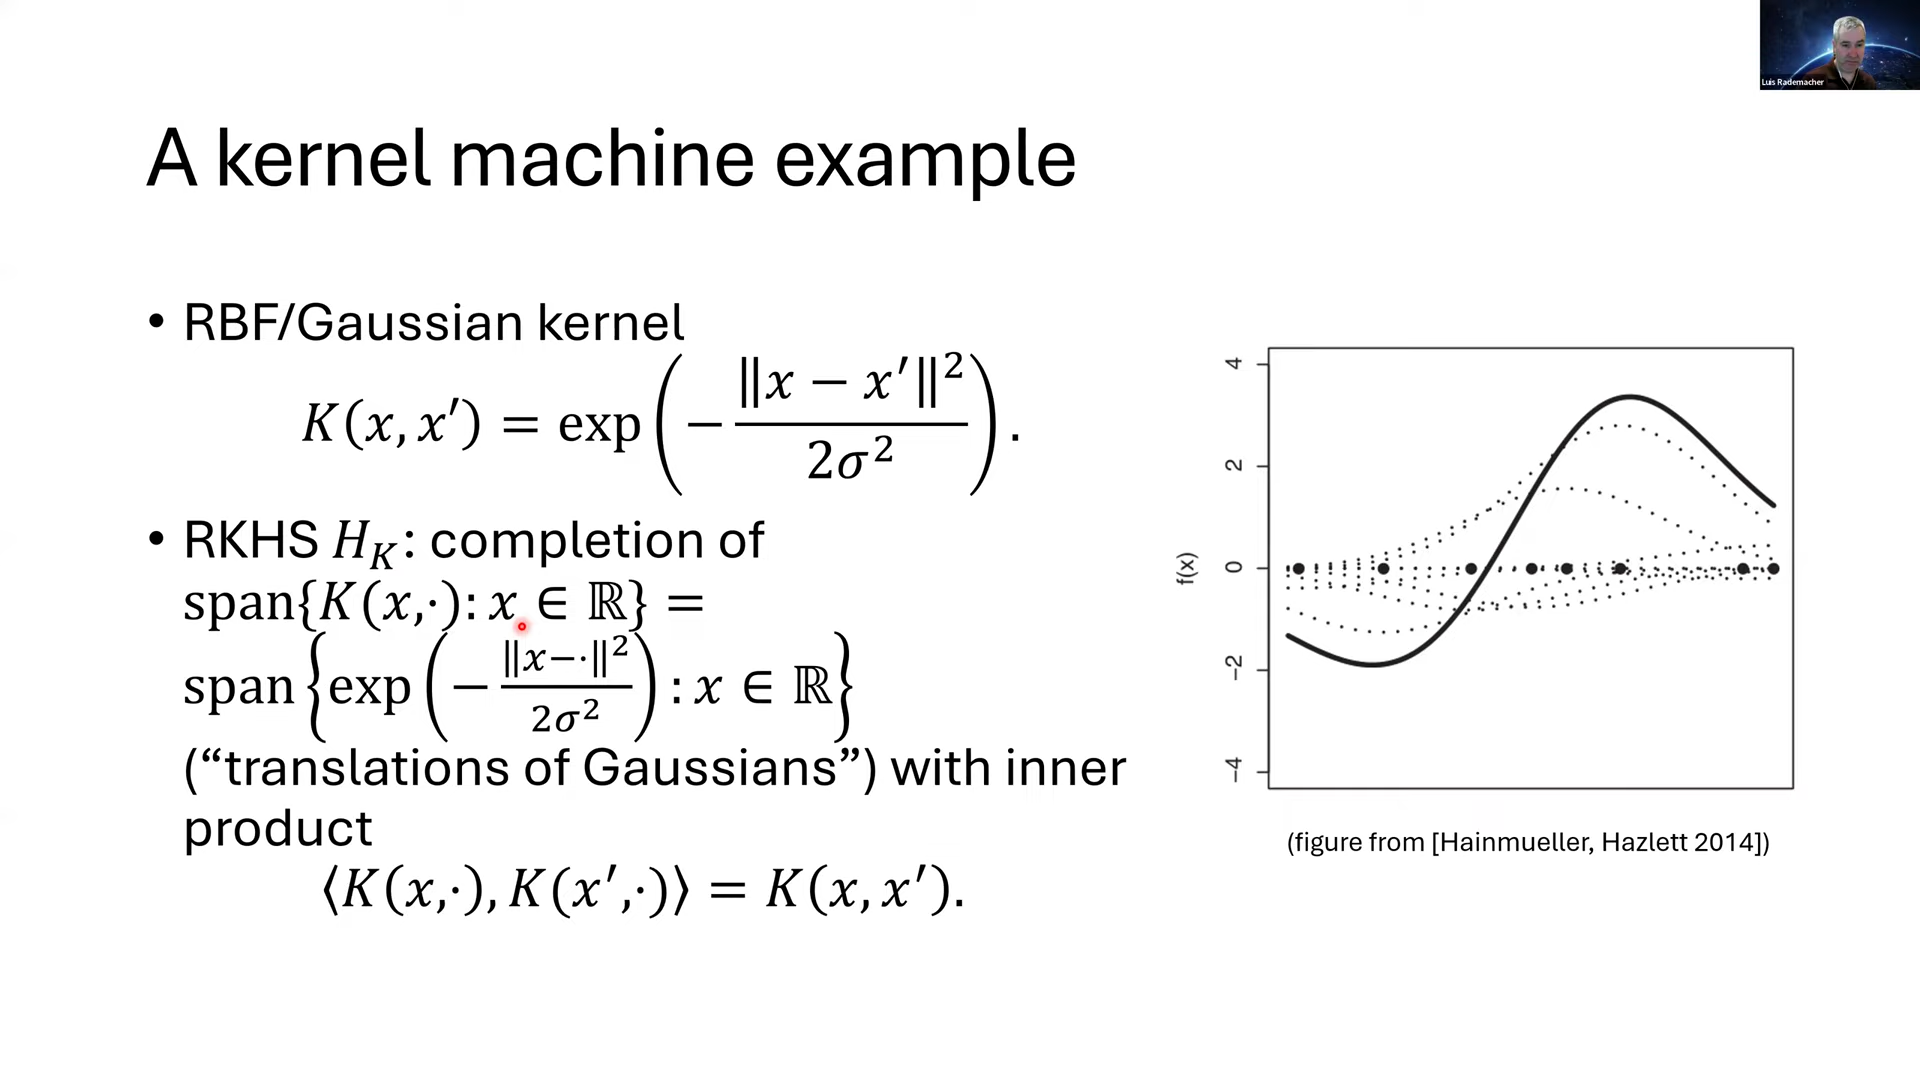 Luis Rademacher
A kernel machine example
• RBF/Gaussian kernel
K(x, x′) = exp(−‖x − x′‖²/2σ²).
• RKHS H_K: completion of
span{K(x,·): x ∈ ℝ} =
span{exp(−‖x−·‖²/2σ²): x ∈ ℝ}
(“translations of Gaussians”) with inner
product
⟨K(x,·), K(x′,·)⟩ = K(x, x′).
4
2
0
−2
−4
f(x)
(figure from [Hainmueller, Hazlett 2014])